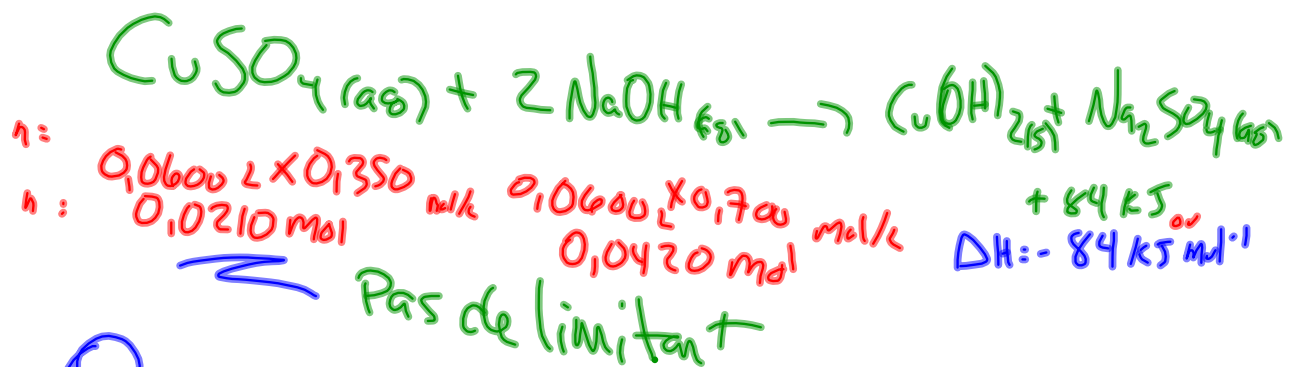 CuSO4(aq) + 2 NaOH(aq) → Cu(OH)2(s) + Na2SO4(aq)
n: 0,0600 L X 0,350 mol/L 0,0600 L X 0,700 mol/L + 84 kJ ou
n: 0,0210 mol 0,0420 mol ΔH: - 84 kJ mol-1
Pas de limitant